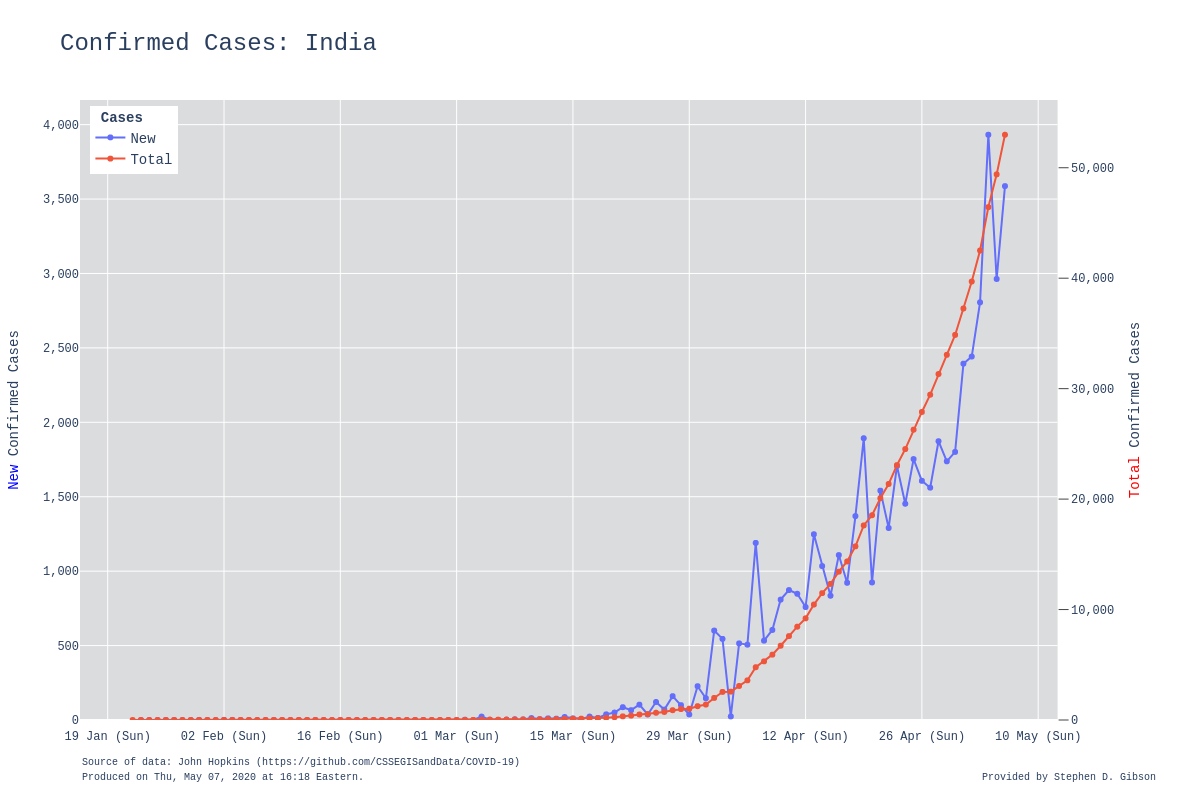 Confirmed Cases: India
Cases
New
Total
4,000
3,500
3,000
2,500
2,000
1,500
1,000
500
0
New Confirmed Cases
50,000
40,000
30,000
20,000
10,000
0
Total Confirmed Cases
19 Jan (Sun) 02 Feb (Sun) 16 Feb (Sun) 01 Mar (Sun) 15 Mar (Sun) 29 Mar (Sun) 12 Apr (Sun) 26 Apr (Sun) 10 May (Sun)
Source of data: John Hopkins (https://github.com/CSSEGISandData/COVID-19)
Produced on Thu, May 07, 2020 at 16:18 Eastern.
Provided by Stephen D. Gibson